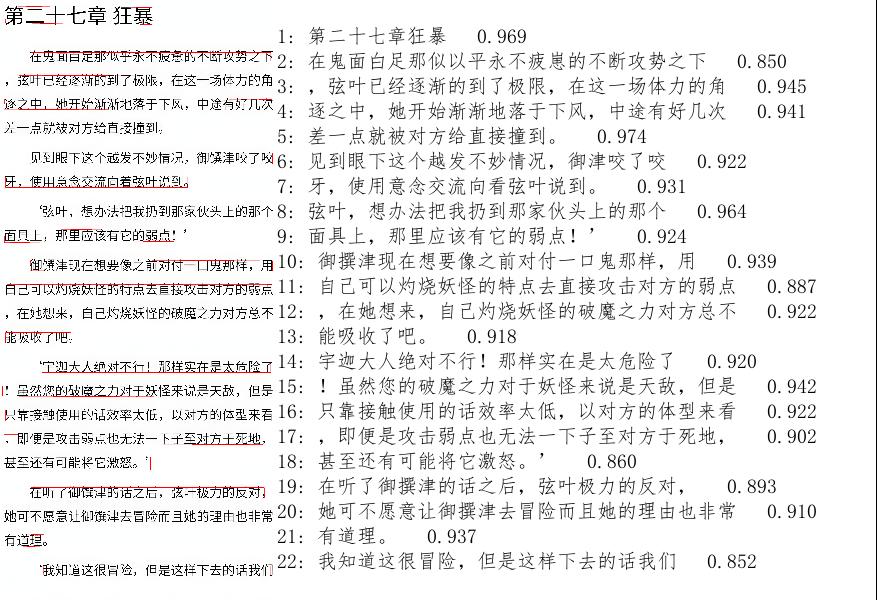 第二十七章 狂暴
在鬼面白足那似乎永不疲惫的不断攻势之下
，弦叶已经逐渐的到了极限，在这一场体力的角
逐之中，她开始渐渐地落于下风，中途有好几次
差一点就被对方给直接撞到。
见到眼下这个越发不妙情况，御馔津咬了咬
牙，使用意念交流向着弦叶说到。
‘弦叶，想办法把我扔到那家伙头上的那个
面具上，那里应该有它的弱点！’
御馔津现在想要像之前对付一口鬼那样，用
自己可以灼烧妖怪的特点去直接攻击对方的弱点
，在她想来，自己灼烧妖怪的破魔之力对方总不
能吸收了吧。
‘宇迦大人绝对不行！那样实在是太危险了
！虽然您的破魔之力对于妖怪来说是天敌，但是
只靠接触使用的话效率太低，以对方的体型来看
，即便是攻击弱点也无法一下子至对方于死地，
甚至还有可能将它激怒。’
在听了御馔津的话之后，弦叶极力的反对，
她可不愿意让御馔津去冒险而且她的理由也非常
有道理。
‘我知道这很冒险，但是这样下去的话我们
1: 第二十七章狂暴 0.969
2: 在鬼面白足那似以平永不疲崽的不断攻势之下 0.850
3: ，弦叶已经逐渐的到了极限，在这一场体力的角 0.945
4: 逐之中，她开始渐渐地落于下风，中途有好几次 0.941
5: 差一点就被对方给直接撞到。 0.974
6: 见到眼下这个越发不妙情况，御津咬了咬 0.922
7: 牙，使用意念交流向看弦叶说到。 0.931
8: 弦叶，想办法把我扔到那家伙头上的那个 0.964
9: 面具上，那里应该有它的弱点！’ 0.924
10: 御撰津现在想要像之前对付一口鬼那样，用 0.939
11: 自己可以灼烧妖怪的特点去直接攻击对方的弱点 0.887
12: ，在她想来，自己灼烧妖怪的破魔之力对方总不 0.922
13: 能吸收了吧。 0.918
14: 宇迦大人绝对不行！那样实在是太危险了 0.920
15: ！虽然您的破魔之力对于妖怪来说是天敌，但是 0.942
16: 只靠接触使用的话效率太低，以对方的体型来看 0.922
17: ，即便是攻击弱点也无法一下子至对方于死地， 0.902
18: 甚至还有可能将它激怒。’ 0.860
19: 在听了御撰津的话之后，弦叶极力的反对， 0.893
20: 她可不愿意让御撰津去冒险而且她的理由也非常 0.910
21: 有道理。 0.937
22: 我知道这很冒险，但是这样下去的话我们 0.852